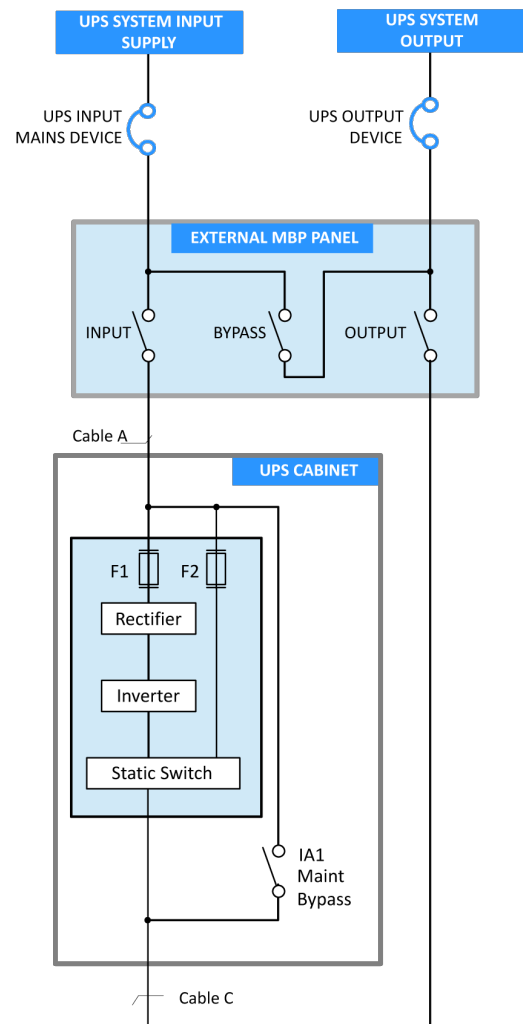 UPS SYSTEM INPUT
SUPPLY
UPS SYSTEM
OUTPUT
UPS INPUT
MAINS DEVICE
UPS OUTPUT
DEVICE
EXTERNAL MBP PANEL
INPUT
BYPASS
OUTPUT
Cable A
UPS CABINET
F1
F2
Rectifier
Inverter
Static Switch
IA1
Maint
Bypass
Cable C